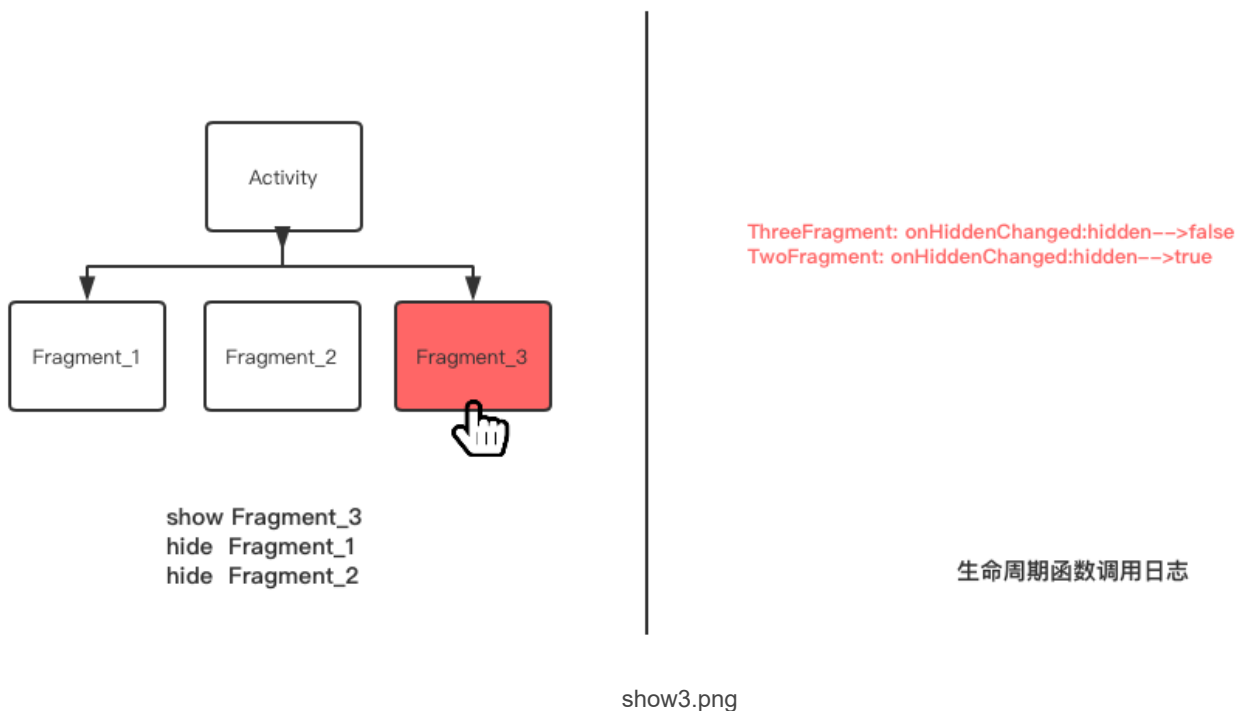 Activity
Fragment_1
Fragment_2
Fragment_3
show Fragment_3
hide Fragment_1
hide Fragment_2
ThreeFragment: onHiddenChanged:hidden-->false
TwoFragment: onHiddenChanged:hidden-->true
生命周期函数调用日志
show3.png